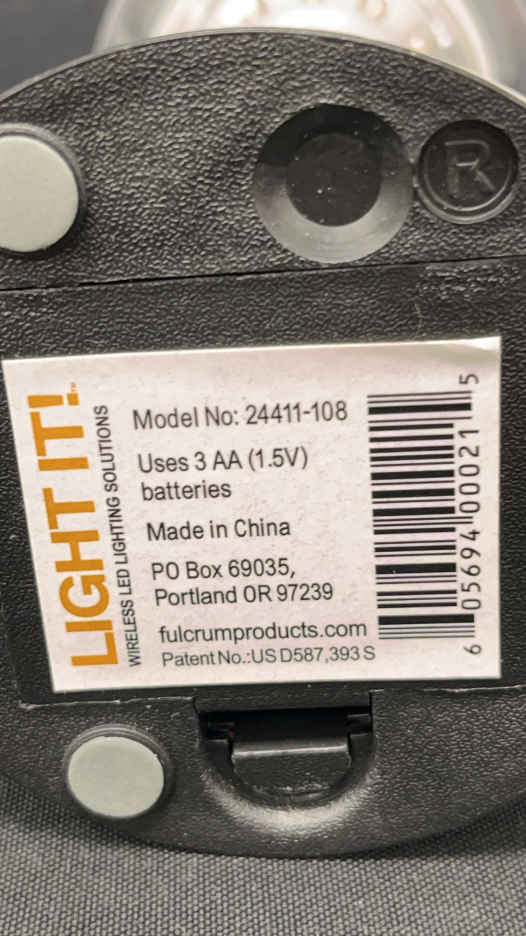 R
LIGHT IT!™
WIRELESS LED LIGHTING SOLUTIONS
Model No: 24411-108
Uses 3 AA (1.5V)
batteries
Made in China
PO Box 69035,
Portland OR 97239
fulcrumproducts.com
Patent No.:US D587,393 S
6 05694 00021 5